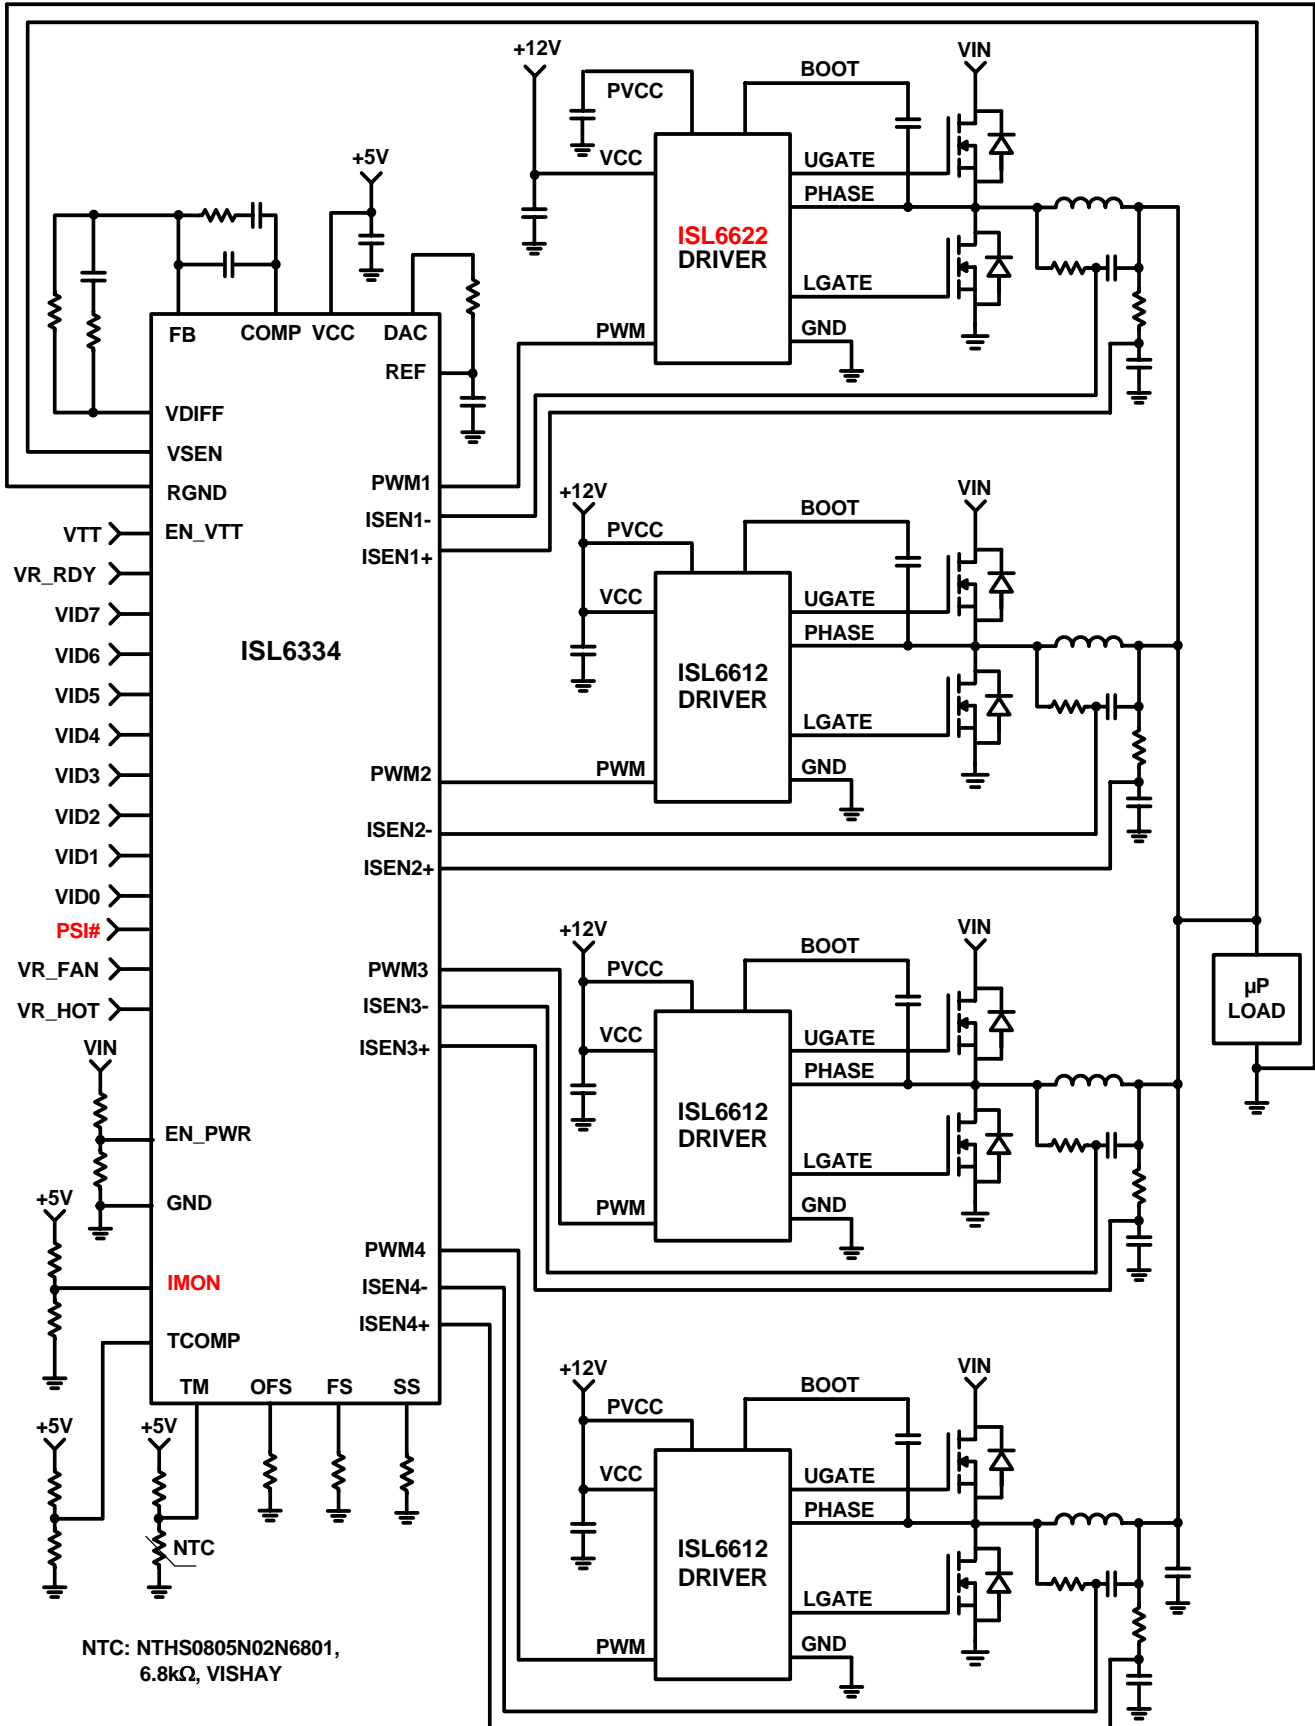 +12V
PVCC
BOOT
VIN
VCC
UGATE
PHASE
ISL6622
DRIVER
LGATE
PWM
GND
+5V
FB
COMP
VCC
DAC
REF
VDIFF
VSEN
RGND
VTT
EN_VTT
VR_RDY
VID7
VID6
VID5
VID4
VID3
VID2
VID1
VID0
PSI#
VR_FAN
VR_HOT
ISL6334
PWM1
ISEN1-
ISEN1+
PWM2
ISEN2-
ISEN2+
PWM3
ISEN3-
ISEN3+
PWM4
ISEN4-
ISEN4+
VIN
EN_PWR
GND
+5V
IMON
TCOMP
TM
OFS
FS
SS
+5V
+5V
NTC
NTC: NTHS0805N02N6801,
6.8kΩ, VISHAY
+12V
PVCC
BOOT
VIN
VCC
UGATE
PHASE
ISL6612
DRIVER
LGATE
PWM
GND
+12V
PVCC
BOOT
VIN
VCC
UGATE
PHASE
ISL6612
DRIVER
LGATE
PWM
GND
µP
LOAD
+12V
PVCC
BOOT
VIN
VCC
UGATE
PHASE
ISL6612
DRIVER
LGATE
PWM
GND